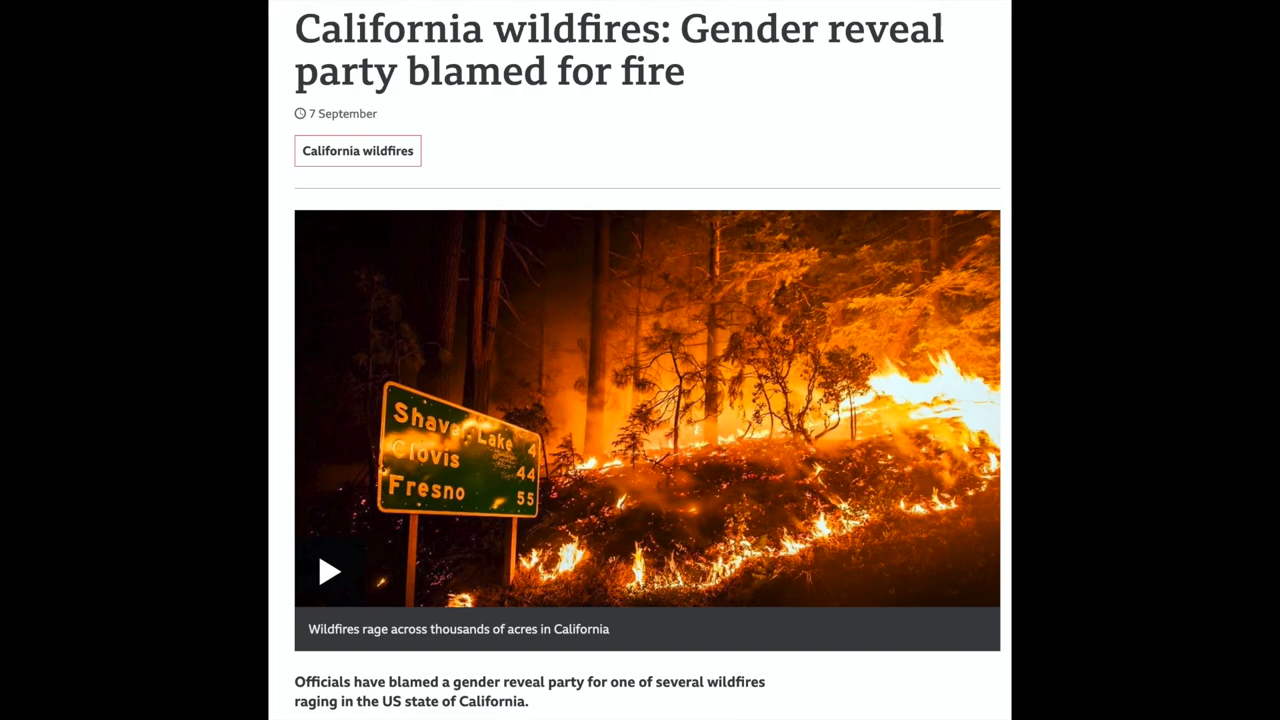 California wildfires: Gender reveal
party blamed for fire
7 September
California wildfires
Shaver Lake 4
Clovis 44
Fresno 55
Wildfires rage across thousands of acres in California
Officials have blamed a gender reveal party for one of several wildfires
raging in the US state of California.